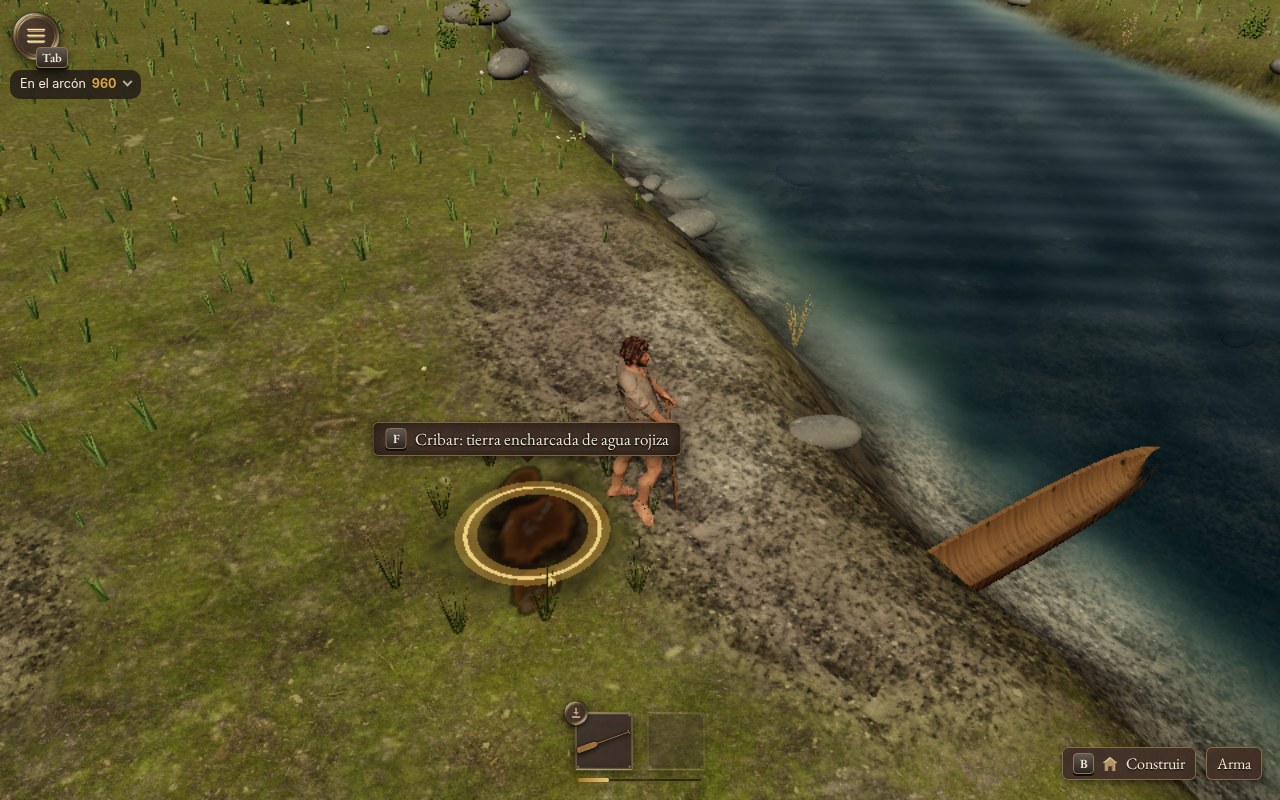 Tab
En el arcón 960
F Cribar: tierra encharcada de agua rojiza
B Construir
Arma